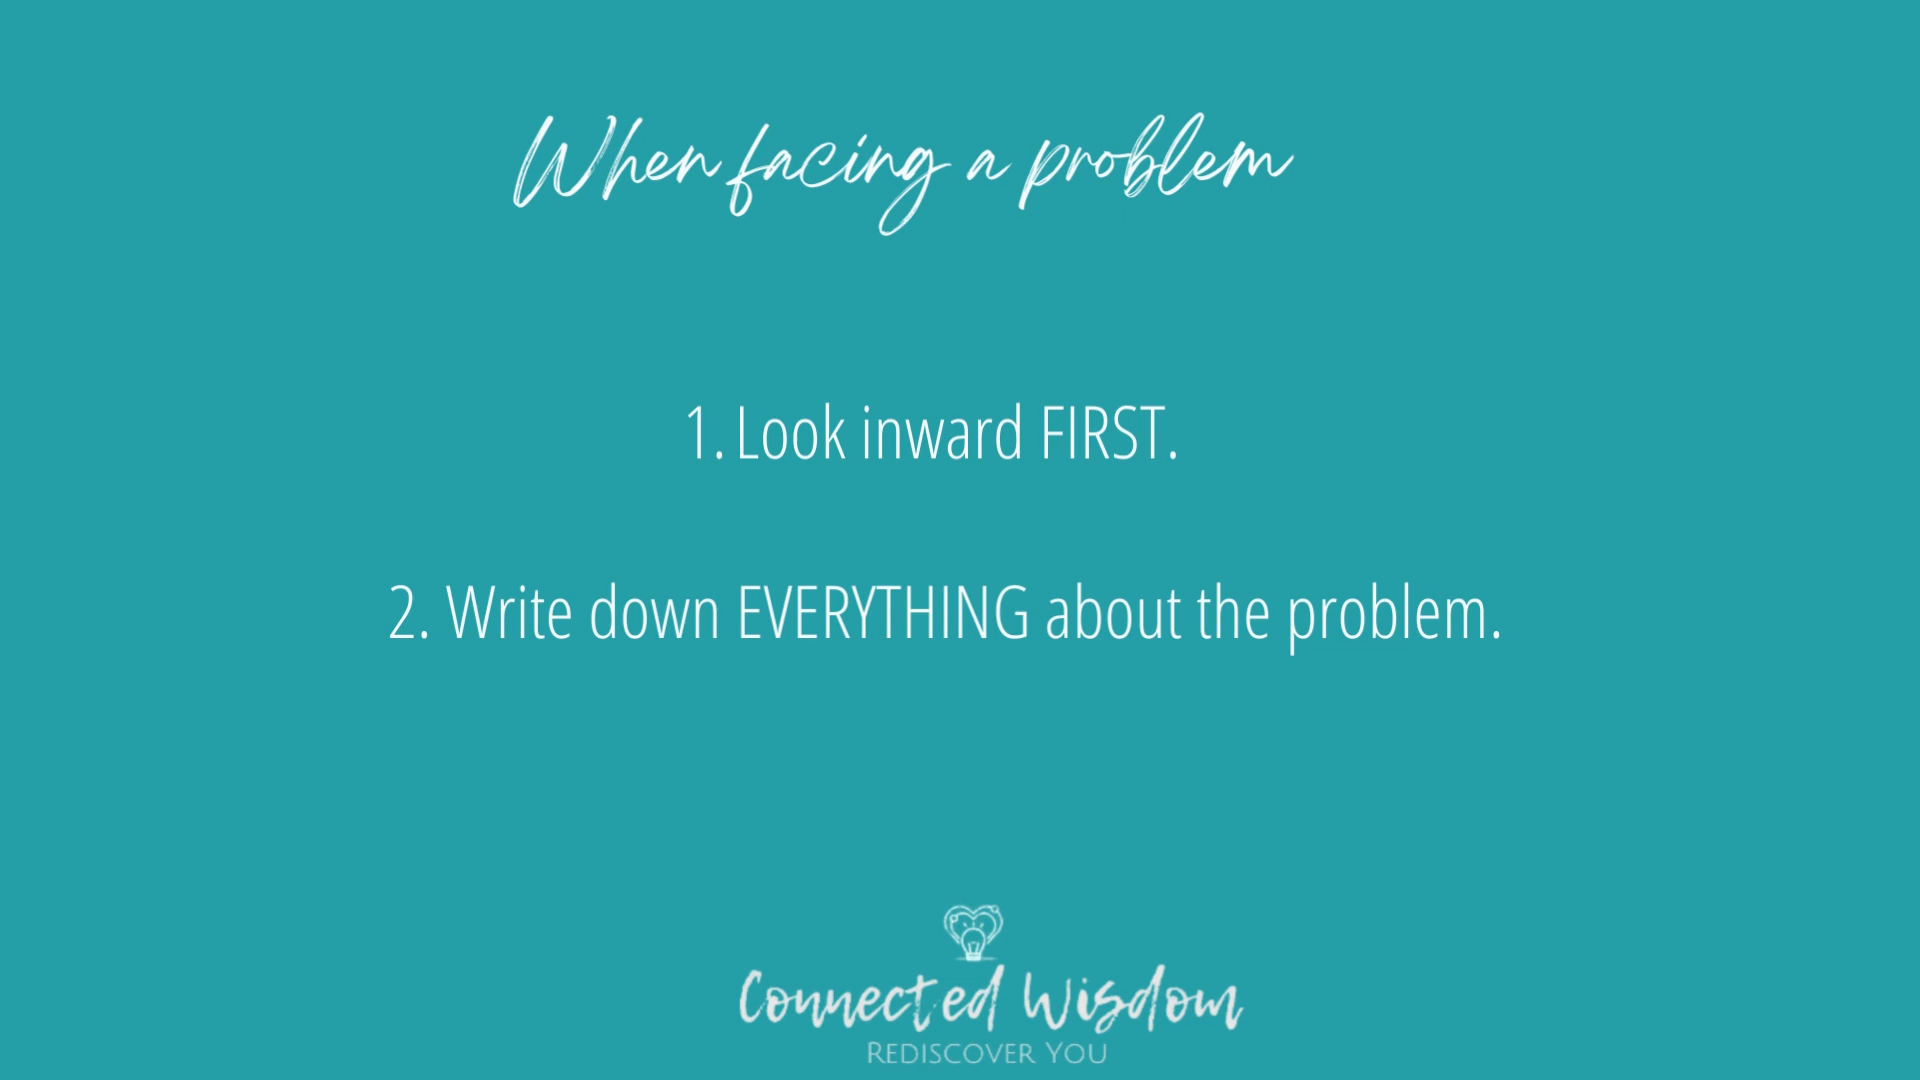 When facing a problem
1. Look inward FIRST.
2. Write down EVERYTHING about the problem.
Connected Wisdom
REDISCOVER YOU